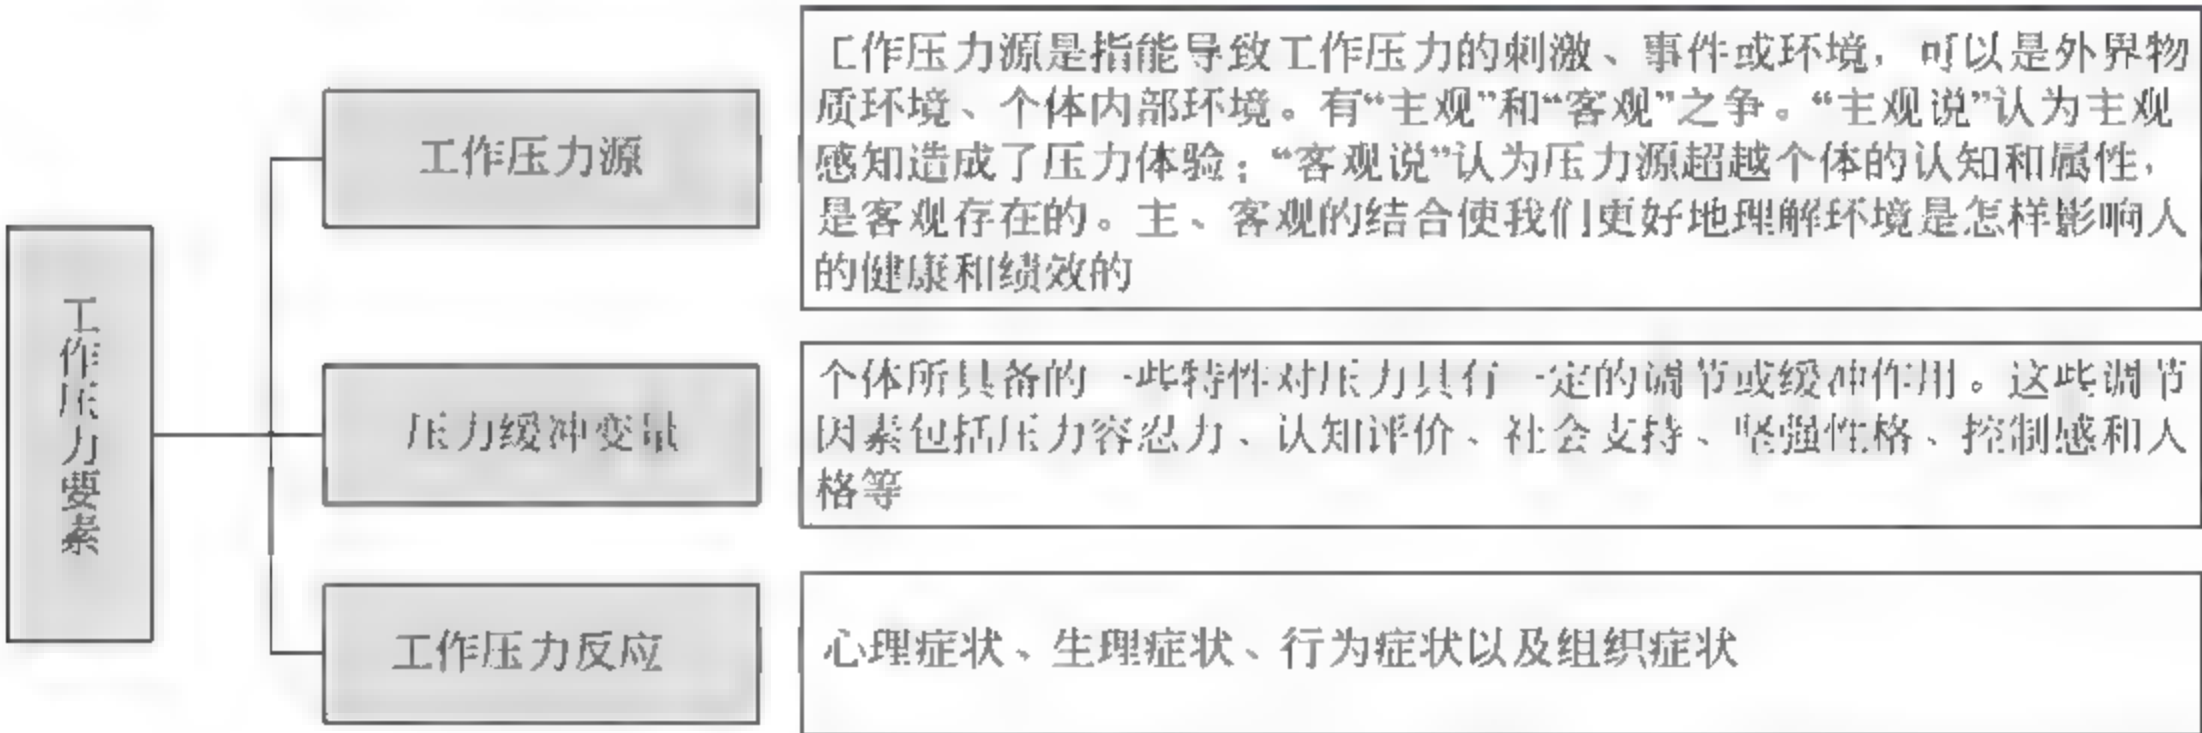 工作压力要素
工作压力源
工作压力源是指能导致工作压力的刺激、事件或环境，可以是外界物
质环境、个体内部环境。有“主观”和“客观”之争。“主观说”认为主观
感知造成了压力体验；“客观说”认为压力源超越个体的认知和属性，
是客观存在的。主、客观的结合使我们更好地理解环境是怎样影响人
的健康和绩效的
压力缓冲变量
个体所具备的一些特性对压力具有一定的调节或缓冲作用。这些调节
因素包括压力容忍力、认知评价、社会支持、坚强性格、控制感和人
格等
工作压力反应
心理症状、生理症状、行为症状以及组织症状